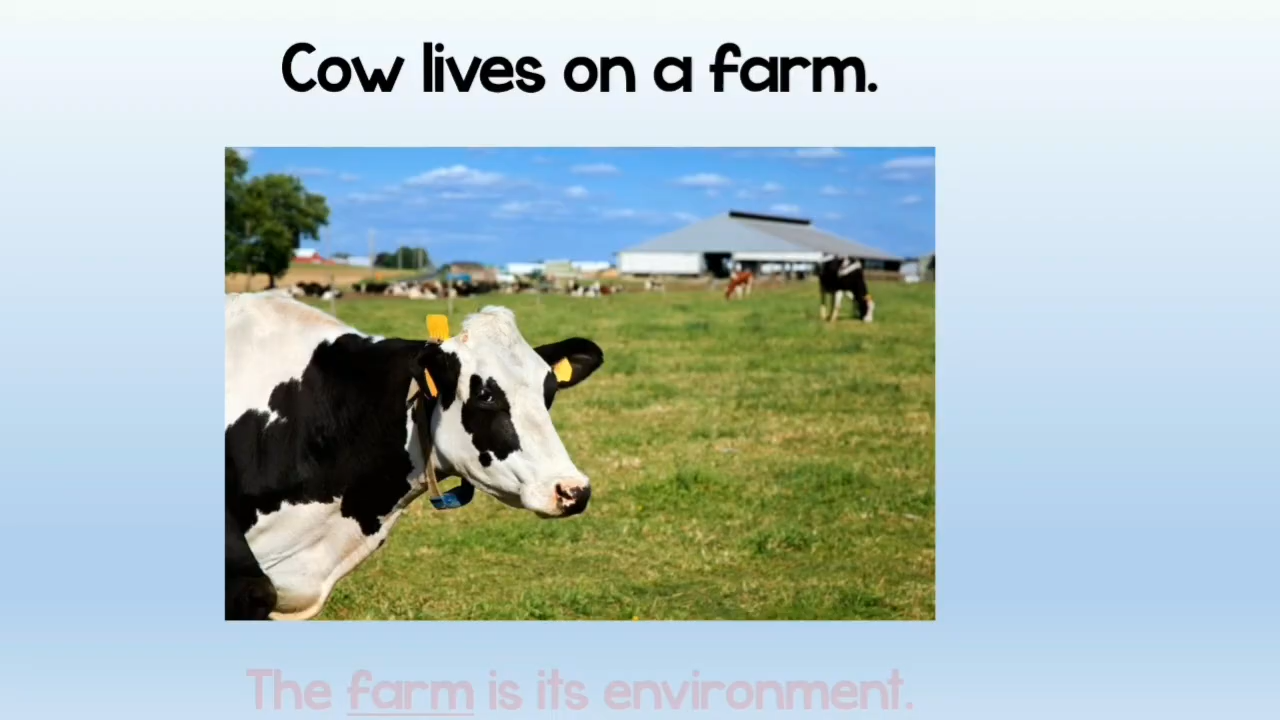 Cow lives on a farm.
The farm is its environment.